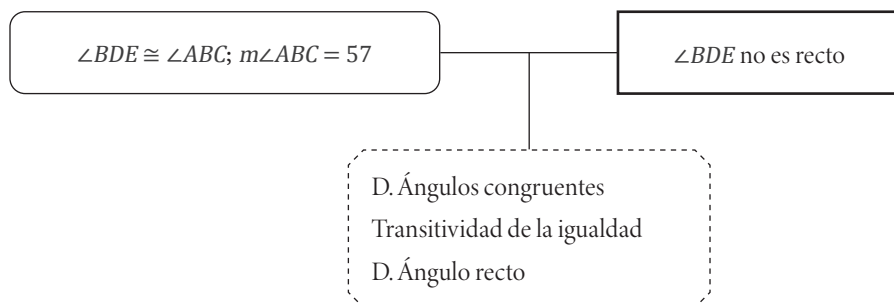 ∠BDE ≅ ∠ABC; m∠ABC = 57
∠BDE no es recto
D. Ángulos congruentes
Transitividad de la igualdad
D. Ángulo recto